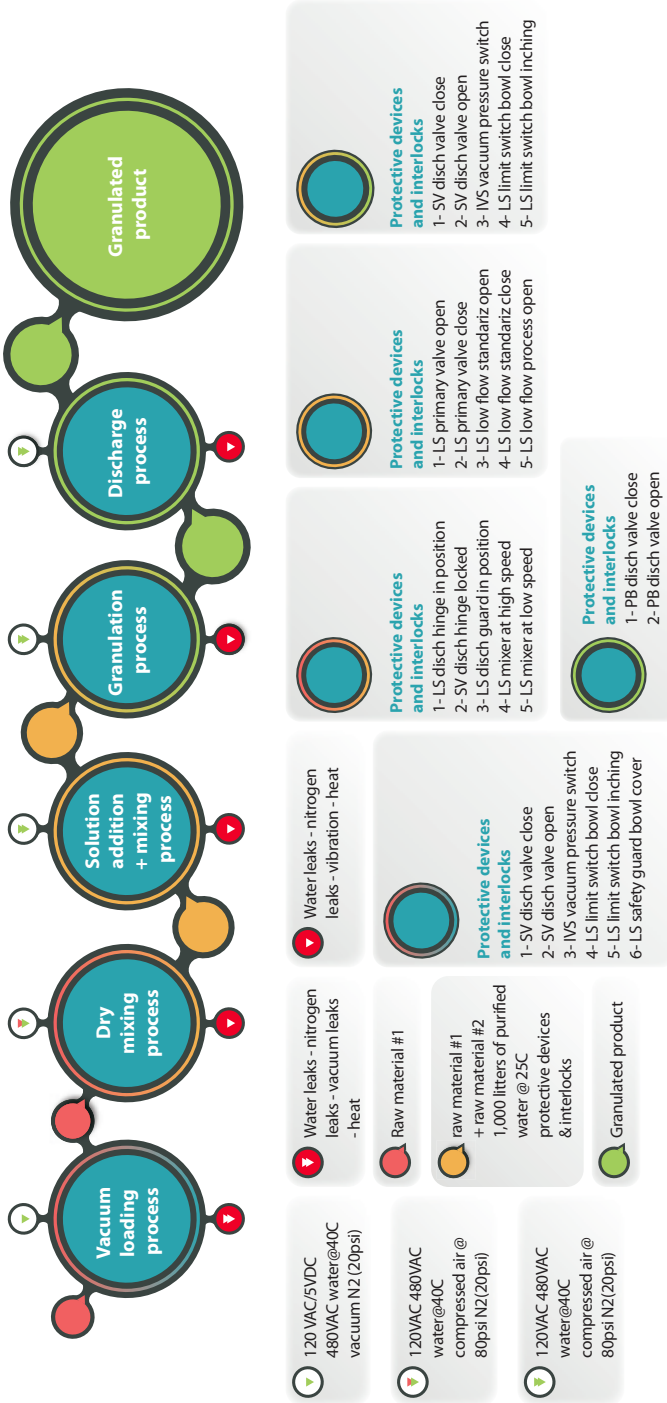 Vacuum
loading
process
Dry
mixing
process
Solution
addition
+ mixing
process
Granulation
process
Discharge
process
Granulated
product
120 VAC/5VDC
480VAC water@40C
vacuum N2 (20psi)
120VAC 480VAC
water@40C
compressed air @
80psi N2(20psi)
120VAC 480VAC
water@40C
compressed air @
80psi N2(20psi)
Water leaks - nitrogen
leaks - vacuum leaks
- heat
Raw material #1
raw material #1
+ raw material #2
1,000 litters of purified
water @ 25C
protective devices
& interlocks
Granulated product
Water leaks - nitrogen
leaks - vibration - heat
Protective devices
and interlocks
1- SV disch valve close
2- SV disch valve open
3- IVS vacuum pressure switch
4- LS limit switch bowl close
5- LS limit switch bowl inching
6- LS safety guard bowl cover
Protective devices
and interlocks
1- LS disch hinge in position
2- SV disch hinge locked
3- LS disch guard in position
4- LS mixer at high speed
5- LS mixer at low speed
Protective devices
and interlocks
1- PB disch valve close
2- PB disch valve open
Protective devices
and interlocks
1- LS primary valve open
2- LS primary valve close
3- LS low flow standariz open
4- LS low flow standariz close
5- LS low flow process open
Protective devices
and interlocks
1- SV disch valve close
2- SV disch valve open
3- IVS vacuum pressure switch
4- LS limit switch bowl close
5- LS limit switch bowl inching